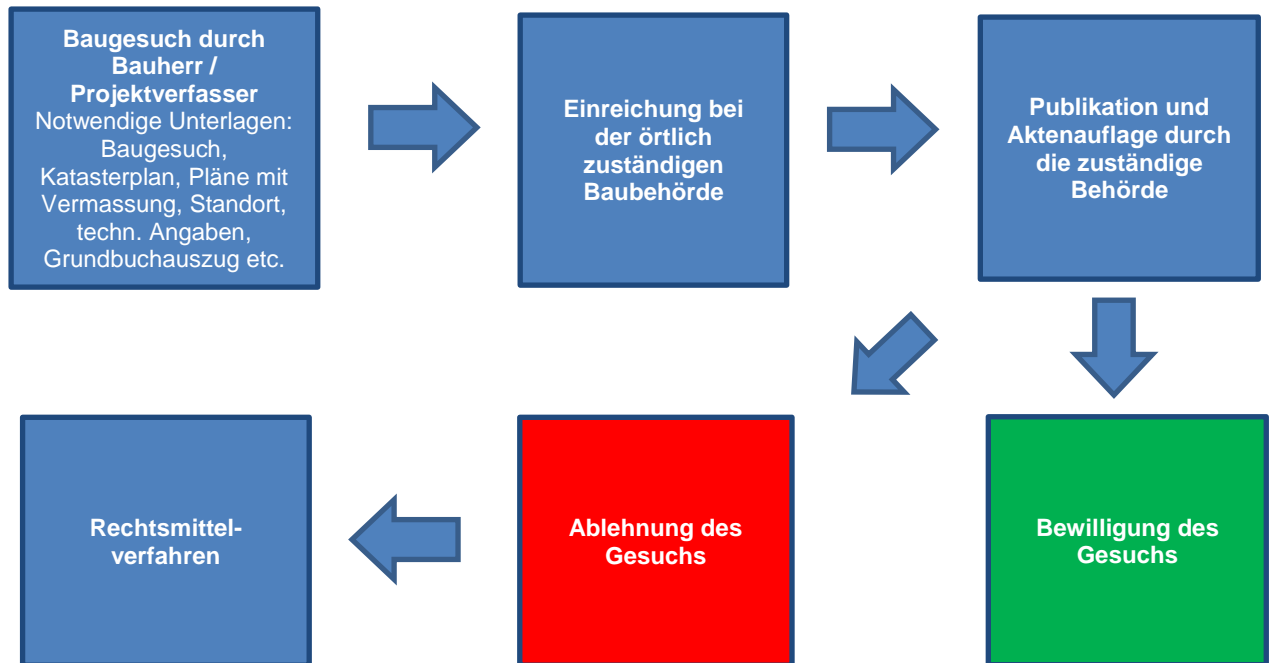 Baugesuch durch
Bauherr /
Projektverfasser
Notwendige Unterlagen:
Baugesuch,
Katasterplan, Pläne mit
Vermassung, Standort,
techn. Angaben,
Grundbuchauszug etc.
Einreichung bei
der örtlich
zuständigen
Baubehörde
Publikation und
Aktenauflage durch
die zuständige
Behörde
Rechtsmittel-
verfahren
Ablehnung des
Gesuchs
Bewilligung des
Gesuchs